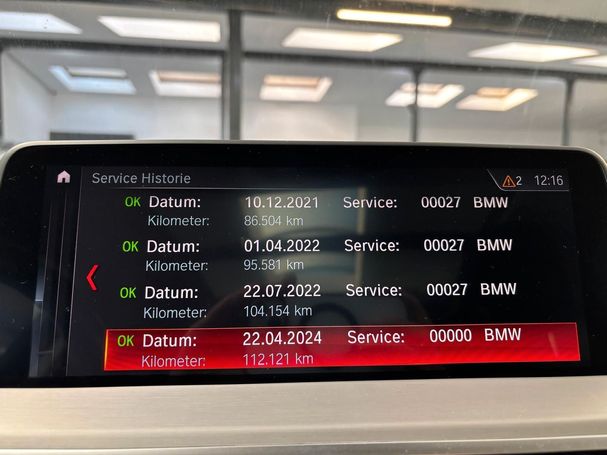 Service Historie 2 12:16
OK Datum: 10.12.2021 Service: 00027 BMW
Kilometer: 86.504 km
OK Datum: 01.04.2022 Service: 00027 BMW
Kilometer: 95.581 km
OK Datum: 22.07.2022 Service: 00027 BMW
Kilometer: 104.154 km
OK Datum: 22.04.2024 Service: 00000 BMW
Kilometer: 112.121 km